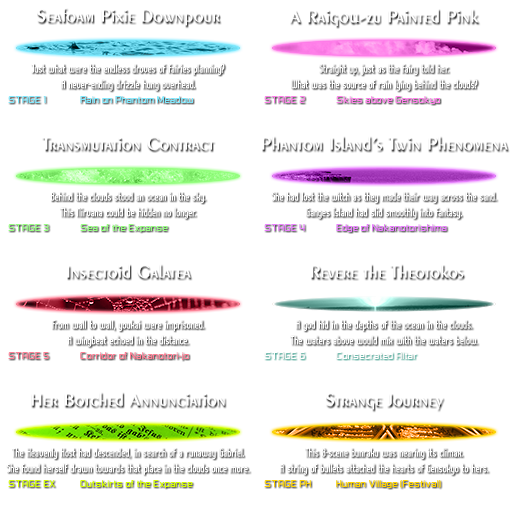 Seafoam Pixie Downpour
Just what were the endless droves of fairies planning?
A never-ending drizzle hung overhead.
STAGE 1 Rain on Phantom Meadow
A Raigou-zu Painted Pink
Straight up, just as the fairy told her.
What was the source of rain lying behind the clouds?
STAGE 2 Skies above Gensokyo
Transmutation Contract
Behind the clouds stood an ocean in the sky.
This Mircara could be hidden no longer.
STAGE 3 Sea of the Expanse
Phantom Island's Twin Phenomena
She had lost the witch as they made their way across the sand.
Ganges Island had slid smoothly into fantasy.
STAGE 4 Edge of Nakanotorishima
Insectoid Galatea
From wall to wall, youkai were imprisoned.
A wingbeat echoed in the distance.
STAGE 5 Corridor of Nakanotori-jo
Revere the Theotokos
A god hid in the depths of the ocean in the clouds.
The waters above would mix with the waters below.
STAGE 6 Consecrated Altar
Her Botched Annunciation
The Heavenly Host had descended, in search of a runaway Gabriel.
She found herself drawn towards that place in the clouds once more.
STAGE EX Outskirts of the Expanse
Strange Journey
This 8-scene bunraku was nearing its climax.
A string of bullets attached the hearts of Gensokyo to hers.
STAGE PH Human Village (Festival)